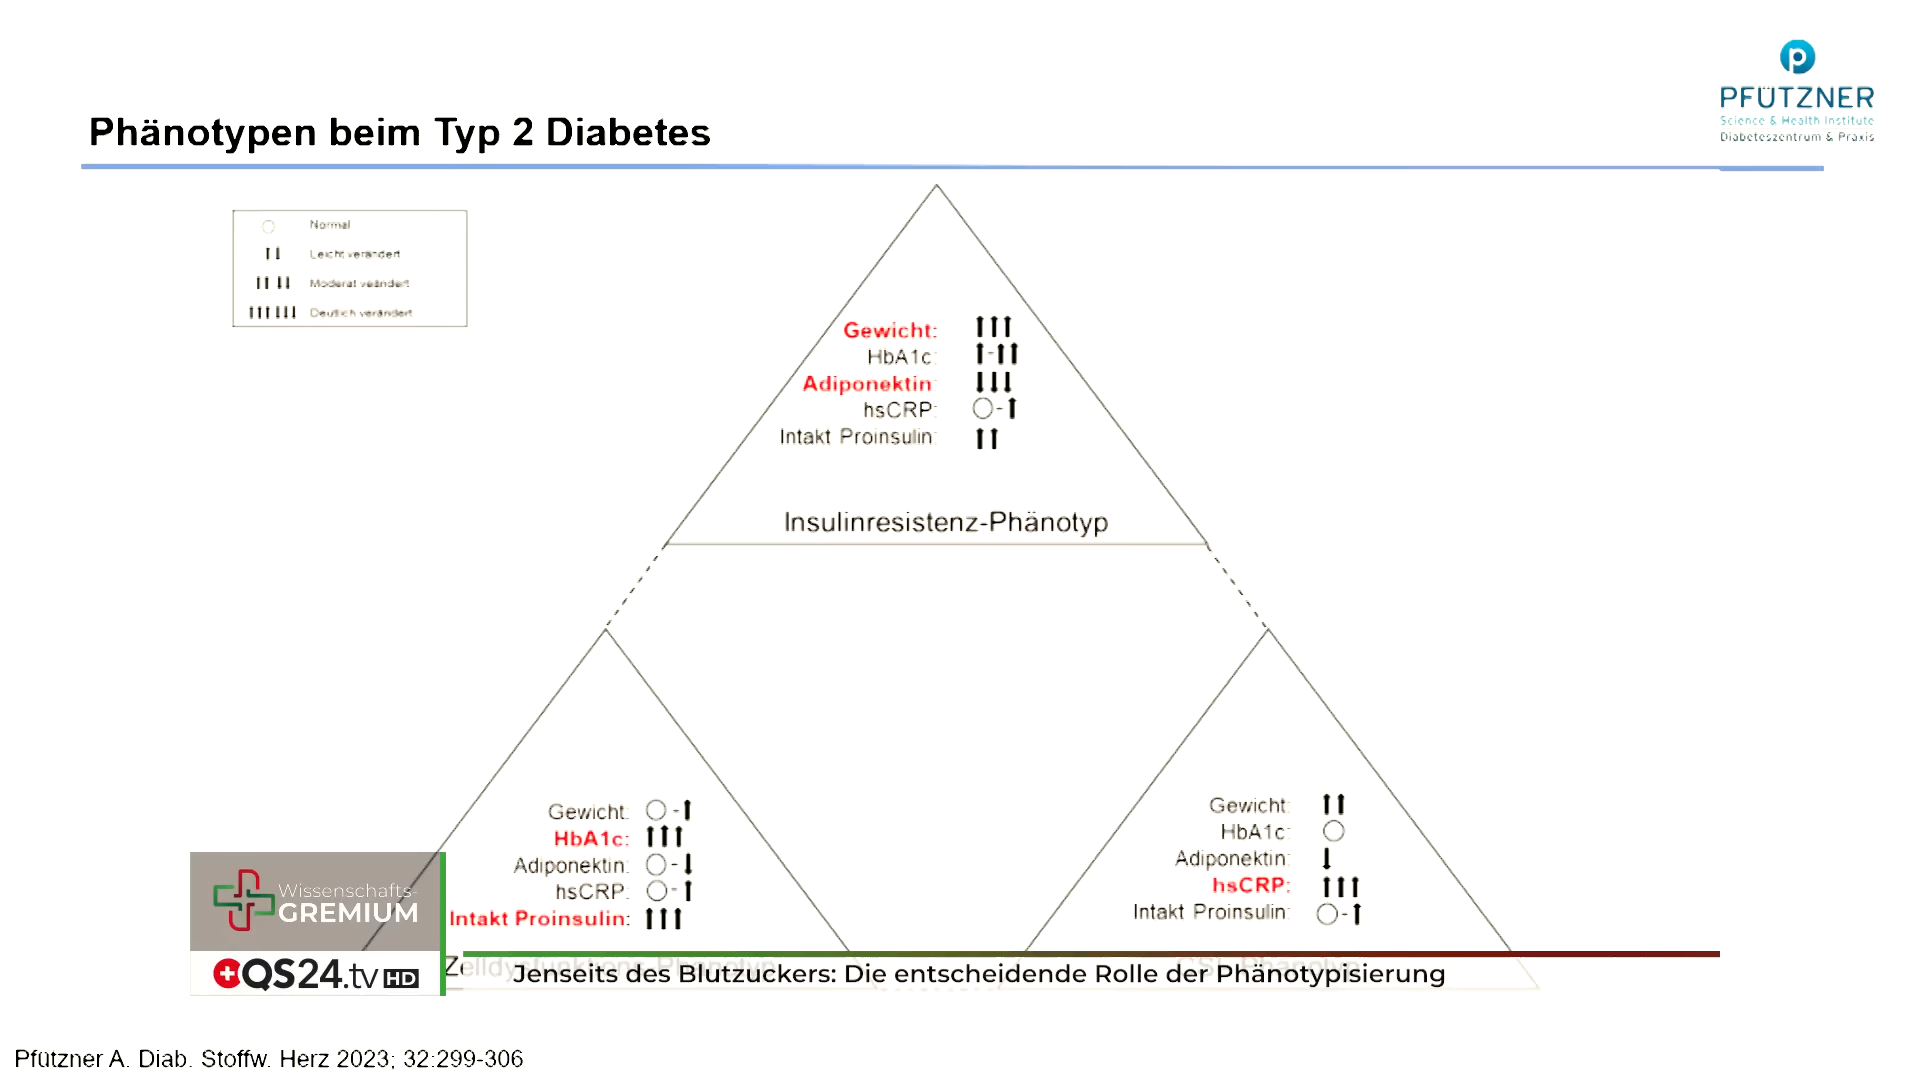 PFÜTZNER
Science & Health Institute
Diabeteszentrum & Praxis
Phänotypen beim Typ 2 Diabetes
Normal
Leicht verändert
Moderat veändert
Deutlich verändert
Gewicht:
HbA1c:
Adiponektin:
hsCRP:
Intakt Proinsulin:
Insulinresistenz-Phänotyp
Gewicht:
HbA1c:
Adiponektin:
hsCRP:
Intakt Proinsulin:
Gewicht:
HbA1c:
Adiponektin:
hsCRP:
Intakt Proinsulin:
Wissenschafts-
GREMIUM
QS24.tv HD
Jenseits des Blutzuckers: Die entscheidende Rolle der Phänotypisierung
Pfützner A. Diab. Stoffw. Herz 2023; 32:299-306